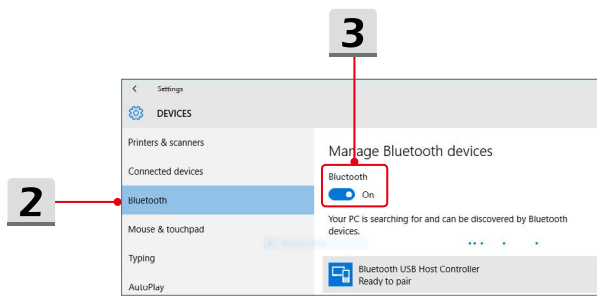 3
Settings
DEVICES
Printers & scanners
Connected devices
Bluetooth
Mouse & touchpad
Typing
AutoPlay
2
Manage Bluetooth devices
Bluetooth
On
Your PC is searching for and can be discovered by Bluetooth
devices.
Bluetooth USB Host Controller
Ready to pair